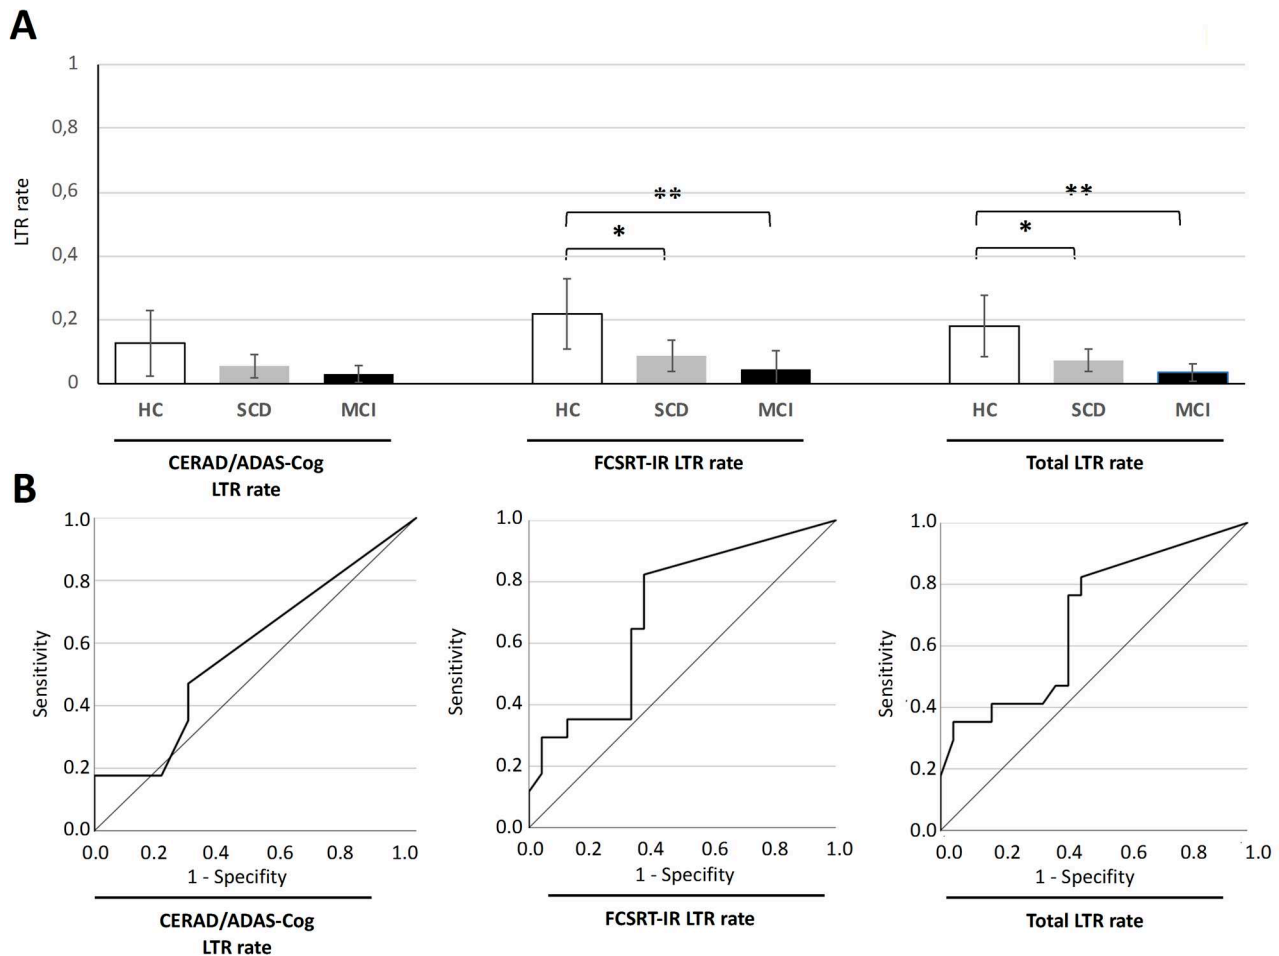 A
1
0,8
0,6
0,4
0,2
0
LTR rate
**
*
**
*
HC SCD MCI HC SCD MCI HC SCD MCI
CERAD/ADAS-Cog
LTR rate
FCSRT-IR LTR rate
Total LTR rate
B
1.0
0.8
0.6
0.4
0.2
0.0
Sensitivity
0.0 0.2 0.4 0.6 0.8 1.0
1 - Specifity
CERAD/ADAS-Cog
LTR rate
1.0
0.8
0.6
0.4
0.2
0.0
Sensitivity
0.0 0.2 0.4 0.6 0.8 1.0
1 - Specifity
FCSRT-IR LTR rate
1.0
0.8
0.6
0.4
0.2
0.0
Sensitivity
0.0 0.2 0.4 0.6 0.8 1.0
1 - Specifity
Total LTR rate